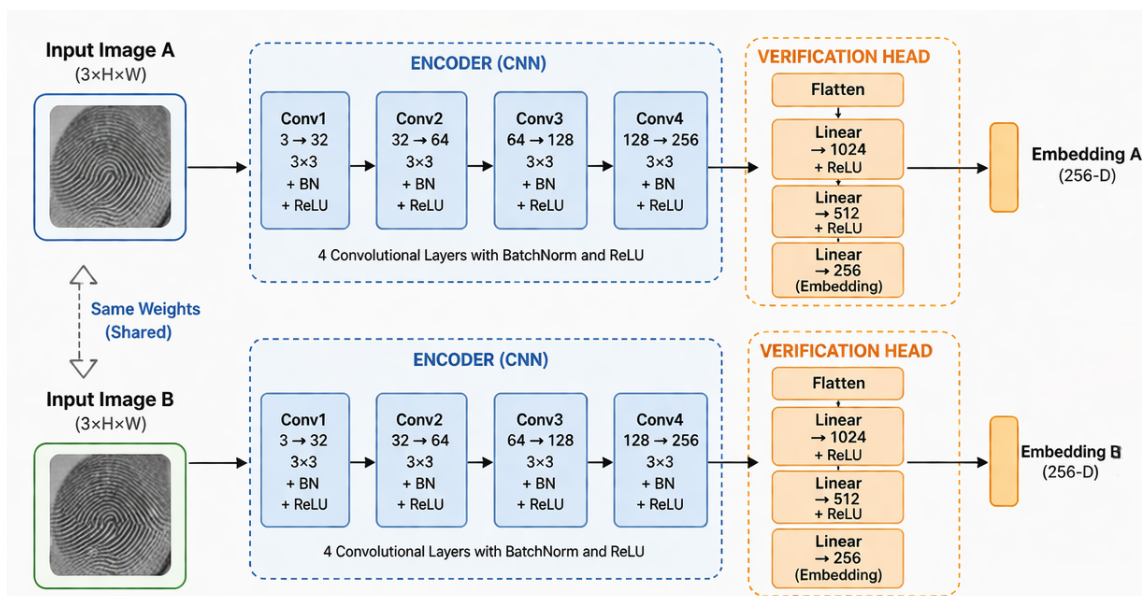 Input Image A
(3×H×W)
ENCODER (CNN)
Conv1
3 → 32
3×3
+ BN
+ ReLU
Conv2
32 → 64
3×3
+ BN
+ ReLU
Conv3
64 → 128
3×3
+ BN
+ ReLU
Conv4
128 → 256
3×3
+ BN
+ ReLU
4 Convolutional Layers with BatchNorm and ReLU
VERIFICATION HEAD
Flatten
Linear
→ 1024
+ ReLU
Linear
→ 512
+ ReLU
Linear
→ 256
(Embedding)
Embedding A
(256-D)
Same Weights
(Shared)
Input Image B
(3×H×W)
ENCODER (CNN)
Conv1
3 → 32
3×3
+ BN
+ ReLU
Conv2
32 → 64
3×3
+ BN
+ ReLU
Conv3
64 → 128
3×3
+ BN
+ ReLU
Conv4
128 → 256
3×3
+ BN
+ ReLU
4 Convolutional Layers with BatchNorm and ReLU
VERIFICATION HEAD
Flatten
Linear
→ 1024
+ ReLU
Linear
→ 512
+ ReLU
Linear
→ 256
(Embedding)
Embedding B
(256-D)